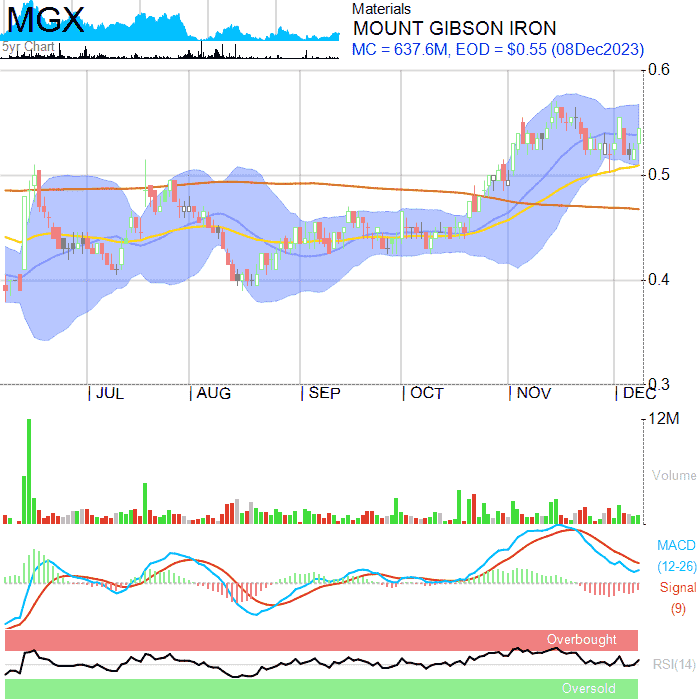 MGX
5yr Chart
Materials
MOUNT GIBSON IRON
MC = 637.6M, EOD = $0.55 (08Dec2023)
0.6
0.5
0.4
0.3
JUL AUG SEP OCT NOV DEC
12M
Volume
MACD
(12-26)
Signal
(9)
Overbought
RSI(14)
Oversold